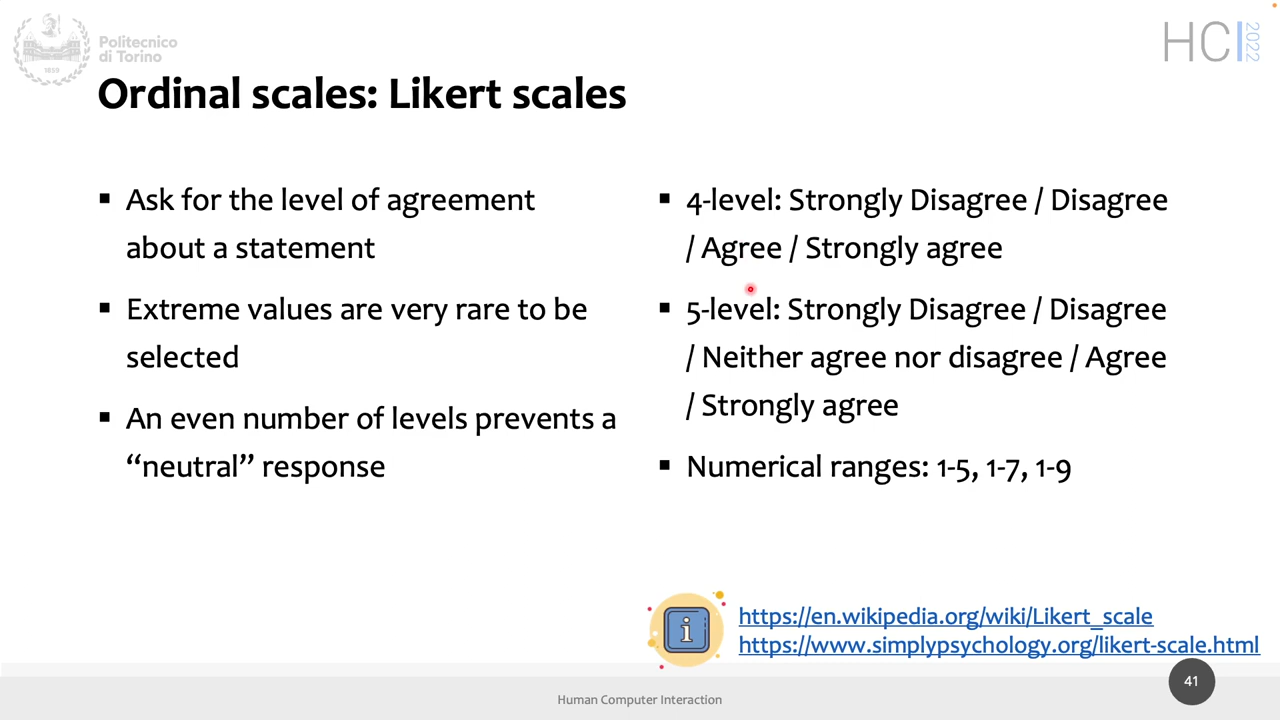 Politecnico
di Torino
1859
HCI 2022
Ordinal scales: Likert scales
▪ Ask for the level of agreement
about a statement
▪ Extreme values are very rare to be
selected
▪ An even number of levels prevents a
“neutral” response
▪ 4-level: Strongly Disagree / Disagree
/ Agree / Strongly agree
▪ 5-level: Strongly Disagree / Disagree
/ Neither agree nor disagree / Agree
/ Strongly agree
▪ Numerical ranges: 1-5, 1-7, 1-9
i
https://en.wikipedia.org/wiki/Likert_scale
https://www.simplypsychology.org/likert-scale.html
Human Computer Interaction
41